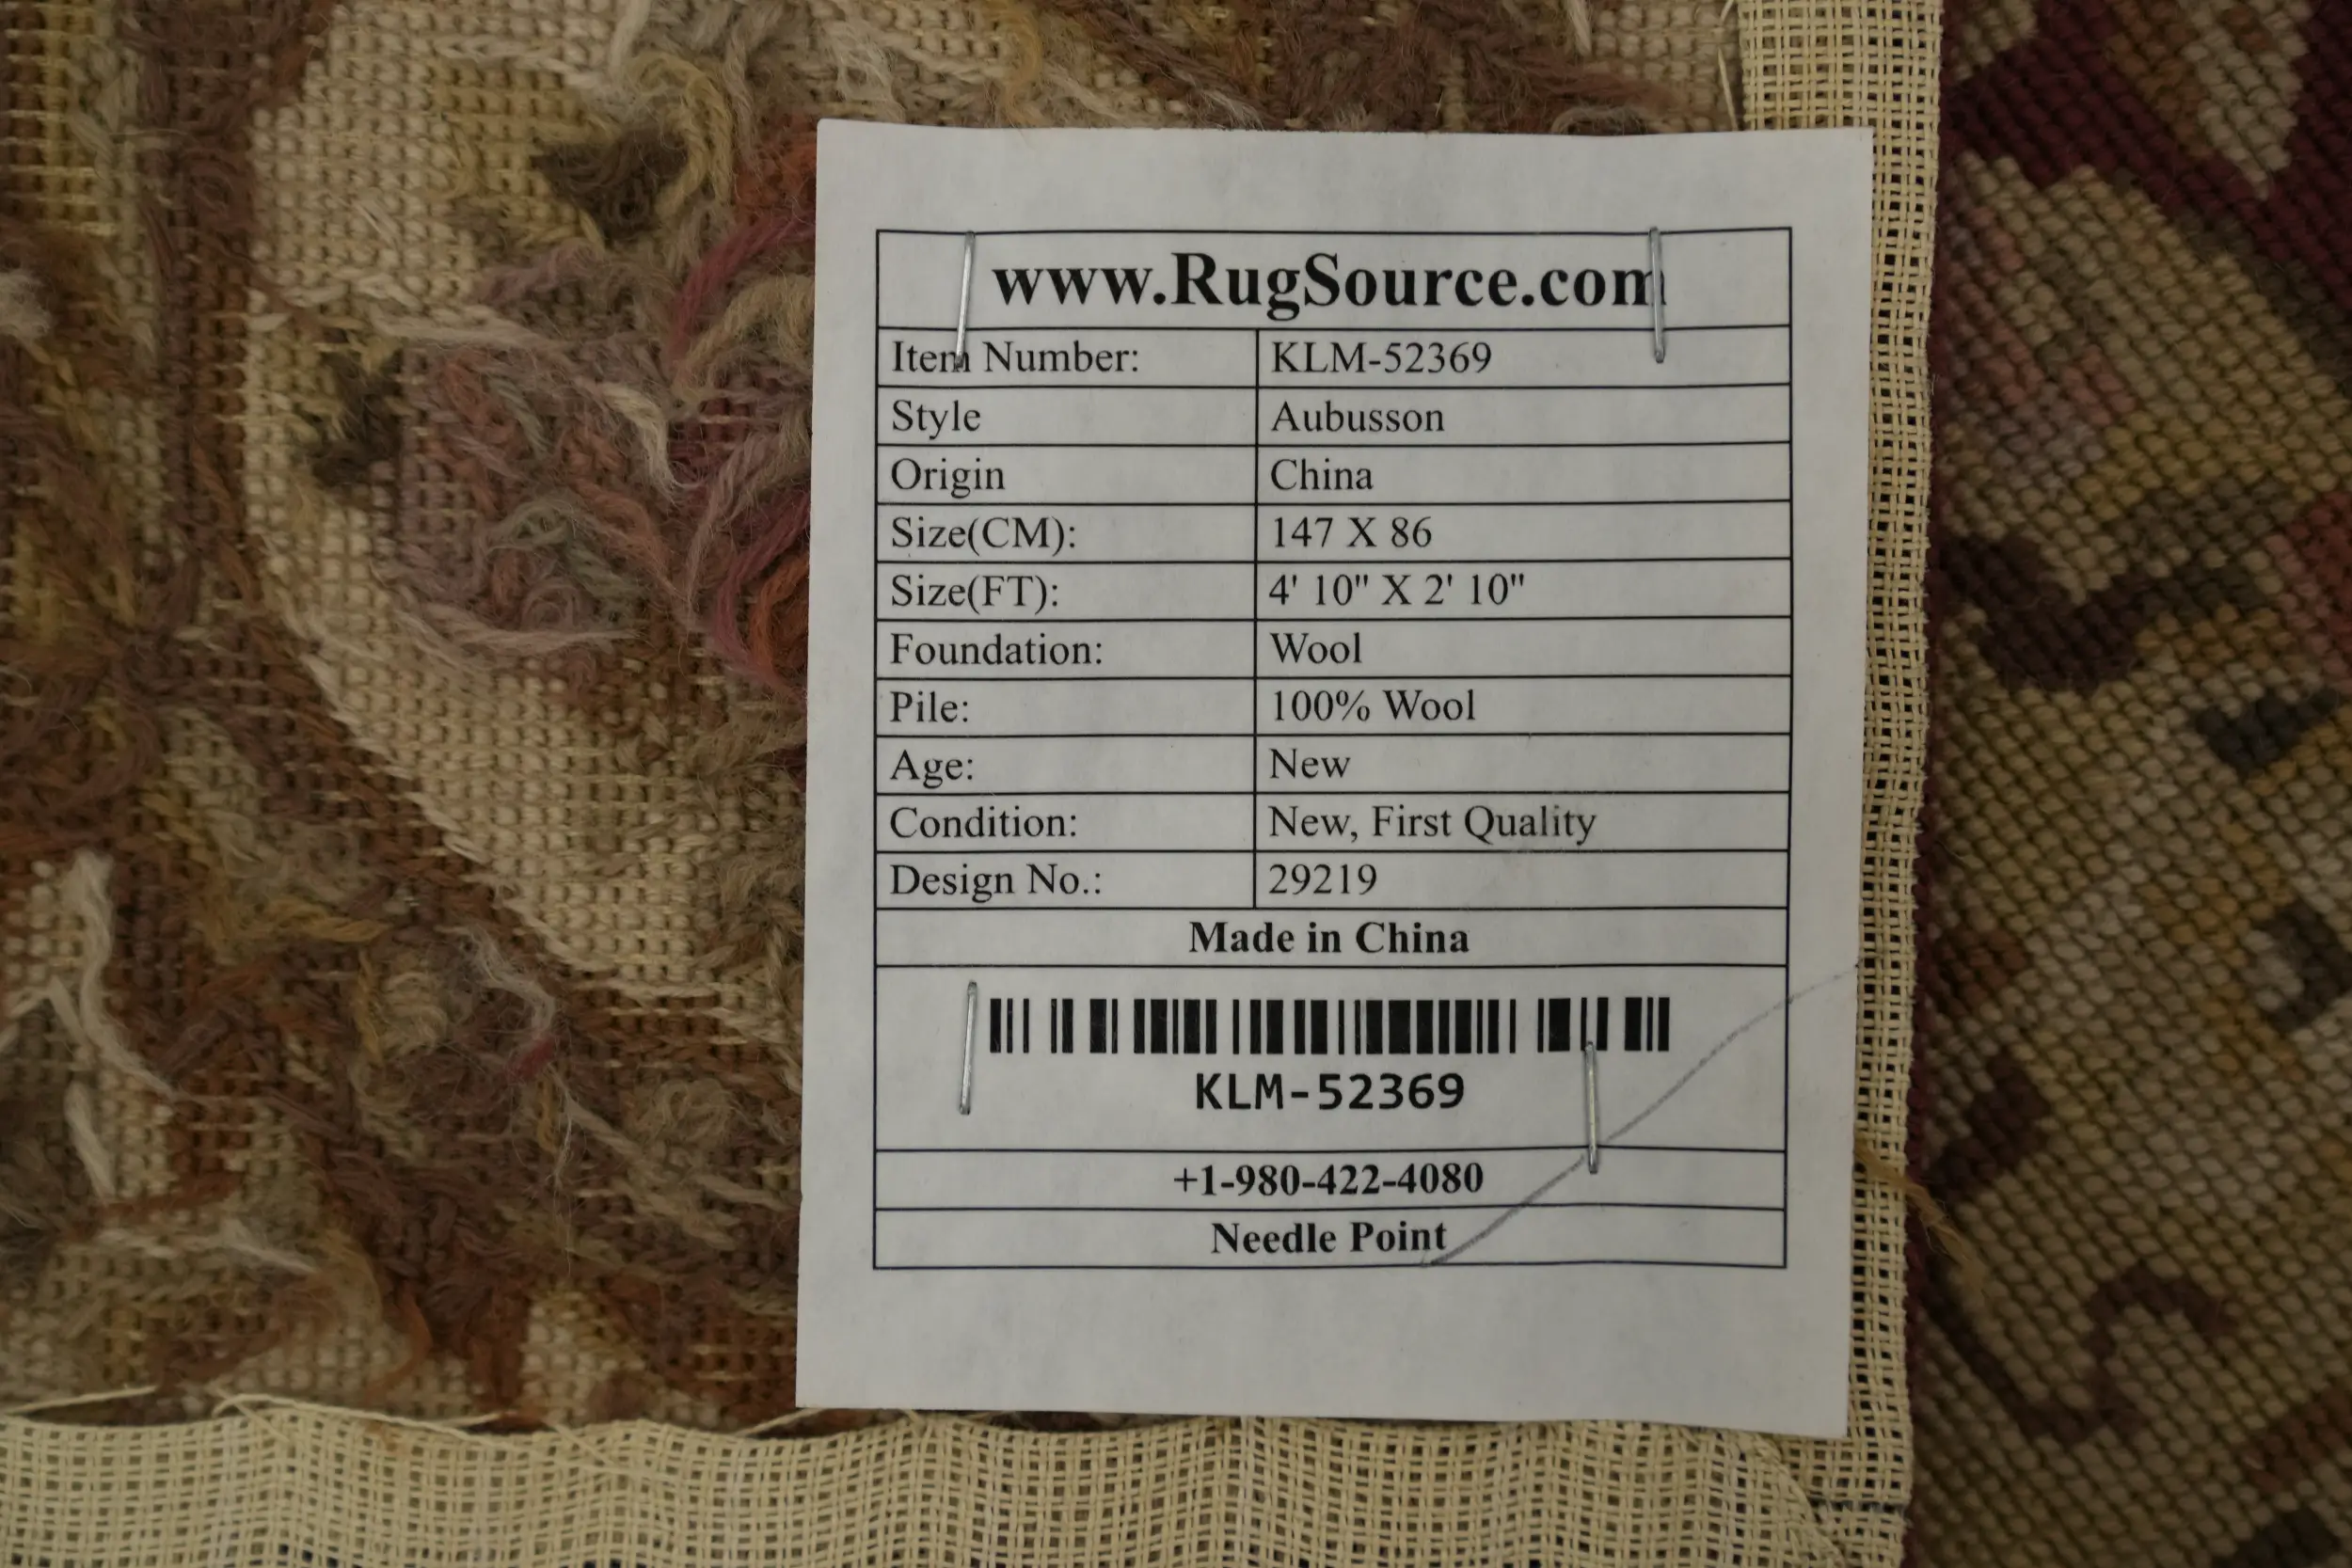 www.RugSource.com
Item Number: KLM-52369
Style Aubusson
Origin China
Size(CM): 147 X 86
Size(FT): 4' 10" X 2' 10"
Foundation: Wool
Pile: 100% Wool
Age: New
Condition: New, First Quality
Design No.: 29219
Made in China
KLM-52369
+1-980-422-4080
Needle Point